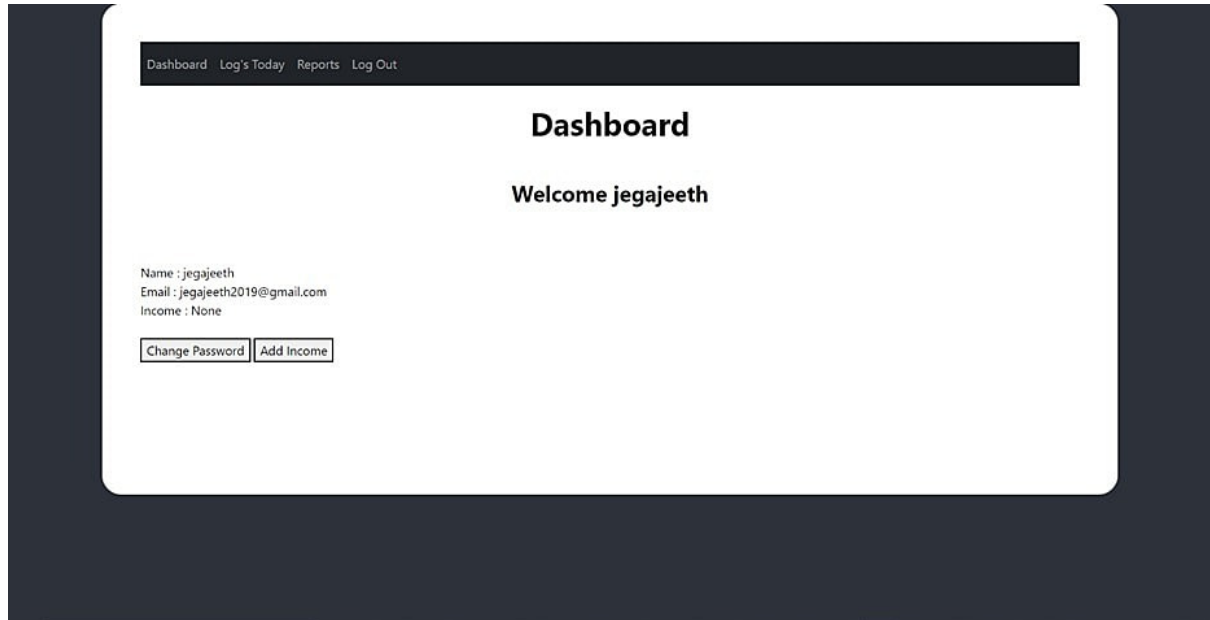 Dashboard Log's Today Reports Log Out
Dashboard
Welcome jegajeeth
Name : jegajeeth
Email : jegajeeth2019@gmail.com
Income : None
Change Password Add Income